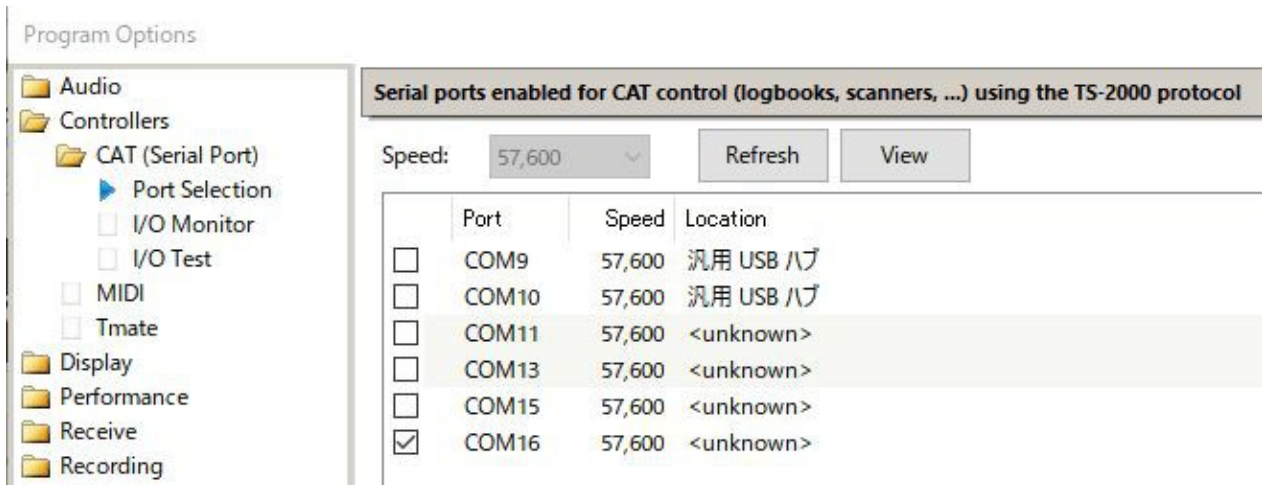 Program Options
Audio
Controllers
CAT (Serial Port)
Port Selection
I/O Monitor
I/O Test
MIDI
Tmate
Display
Performance
Receive
Recording
Serial ports enabled for CAT control (logbooks, scanners, ...) using the TS-2000 protocol
Speed: 57,600 Refresh View
Port Speed Location
COM9 57,600 汎用 USB ハブ
COM10 57,600 汎用 USB ハブ
COM11 57,600 <unknown>
COM13 57,600 <unknown>
COM15 57,600 <unknown>
COM16 57,600 <unknown>